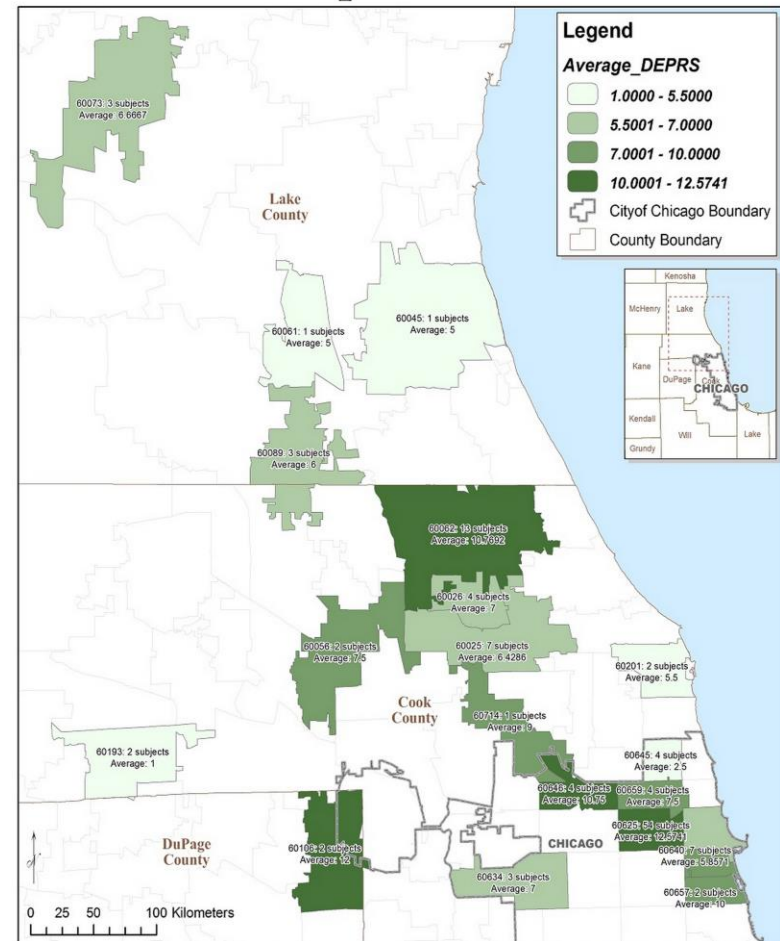 Legend
Average_DEPRS
1.0000 - 5.5000
5.5001 - 7.0000
7.0001 - 10.0000
10.0001 - 12.5741
Cityof Chicago Boundary
County Boundary
60073: 3 subjects
Average: 6.6667
Lake
County
60061: 1 subjects
Average: 5
60045: 1 subjects
Average: 5
Kenosha
McHenry
Lake
Kane
DuPage
Cook
CHICAGO
Kendall
Will
Lake
Grundy
60089: 3 subjects
Average: 6
60062: 13 subjects
Average: 10.7692
60026: 4 subjects
Average: 7
60056: 2 subjects
Average: 7.5
60025: 7 subjects
Average: 6.4286
60201: 2 subjects
Average: 5.5
Cook
County
60714: 1 subjects
Average: 9
60193: 2 subjects
Average: 1
60645: 4 subjects
Average: 2.5
60646: 4 subjects
Average: 10.75
60659: 4 subjects
Average: 7.5
60625: 54 subjects
Average: 12.5741
DuPage
County
60106: 2 subjects
Average: 12
CHICAGO
60640: 7 subjects
Average: 5.8571
60634: 3 subjects
Average: 7
60657: 2 subjects
Average: 10
0 25 50 100 Kilometers